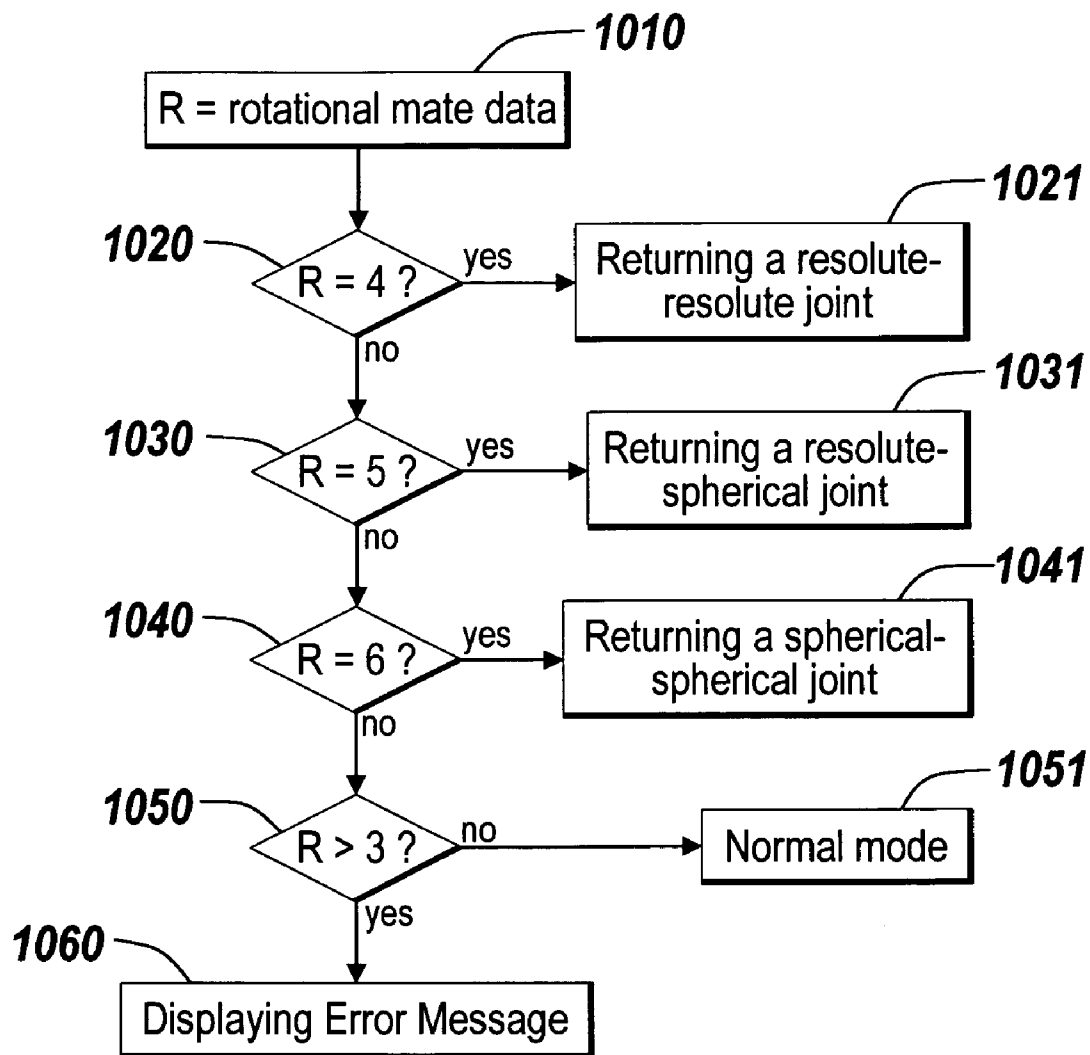 1010
R = rotational mate data
1020
R = 4 ?
yes
no
1021
Returning a resolute-
resolute joint
1030
R = 5 ?
yes
no
1031
Returning a resolute-
spherical joint
1040
R = 6 ?
yes
no
1041
Returning a spherical-
spherical joint
1050
R > 3 ?
no
yes
1051
Normal mode
1060
Displaying Error Message